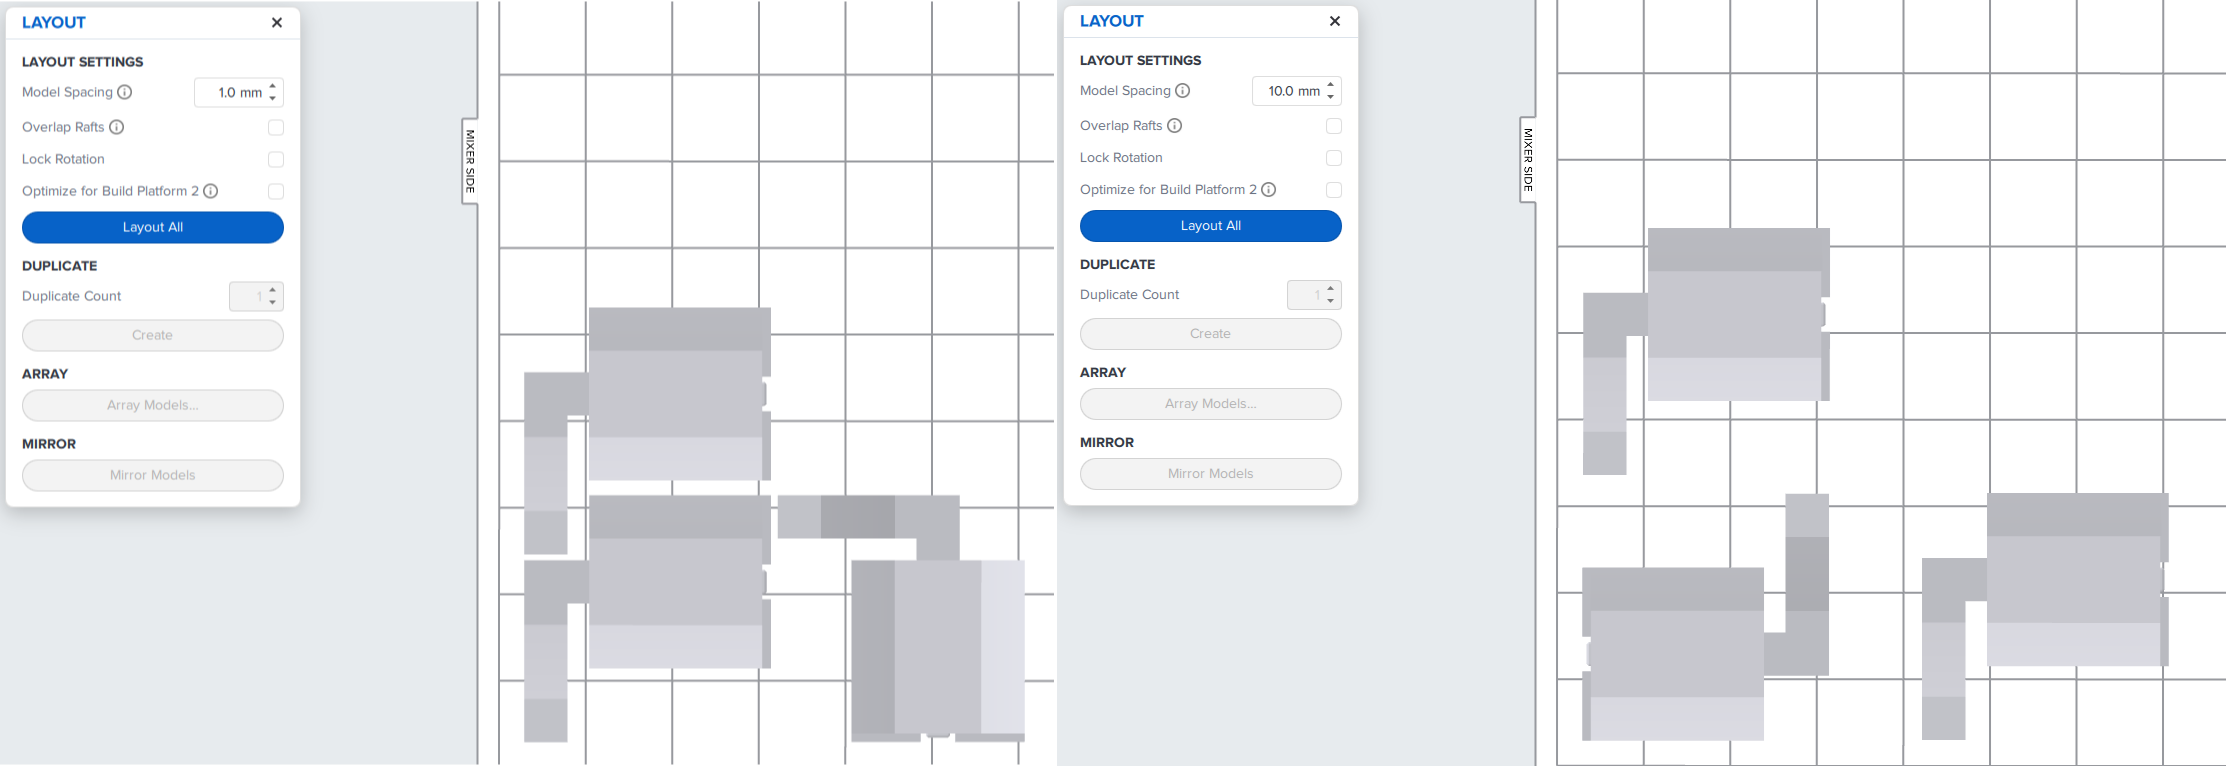 LAYOUT
LAYOUT SETTINGS
Model Spacing 1.0 mm
Overlap Rafts
Lock Rotation
Optimize for Build Platform 2
Layout All
DUPLICATE
Duplicate Count 1
Create
ARRAY
Array Models...
MIRROR
Mirror Models
MIXER SIDE
LAYOUT
LAYOUT SETTINGS
Model Spacing 10.0 mm
Overlap Rafts
Lock Rotation
Optimize for Build Platform 2
Layout All
DUPLICATE
Duplicate Count 1
Create
ARRAY
Array Models...
MIRROR
Mirror Models
MIXER SIDE